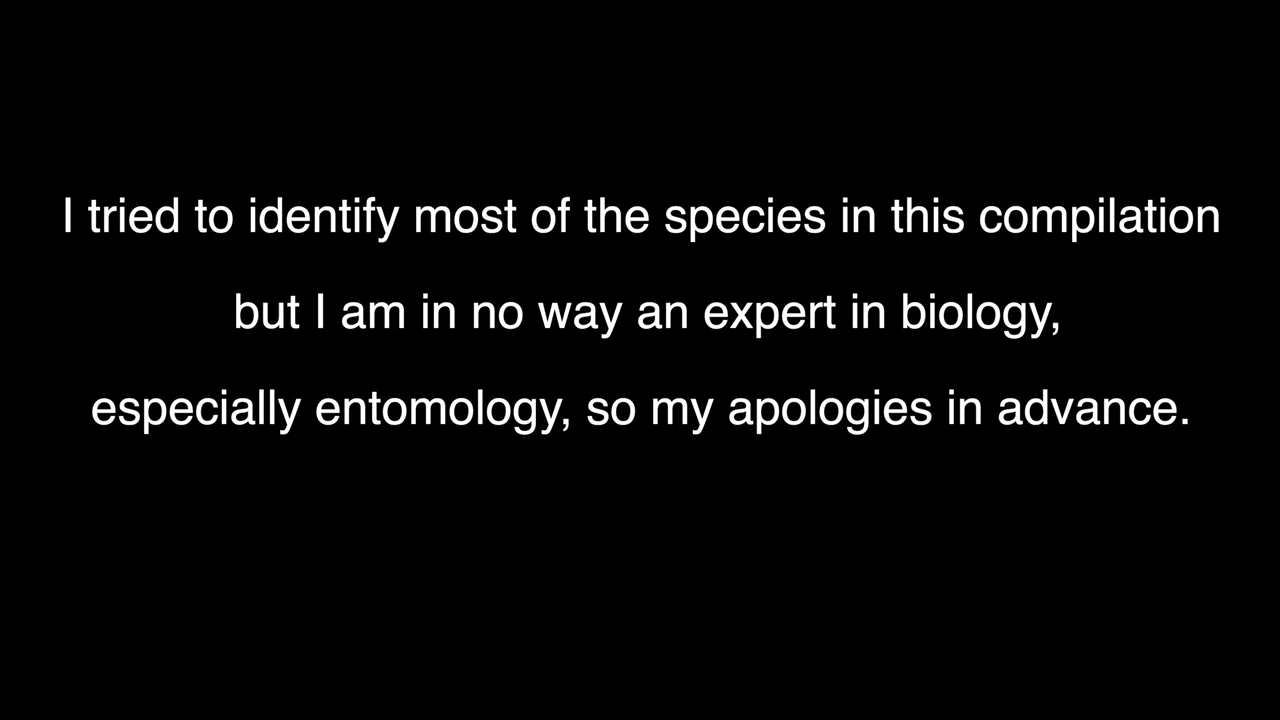 I tried to identify most of the species in this compilation
but I am in no way an expert in biology,
especially entomology, so my apologies in advance.